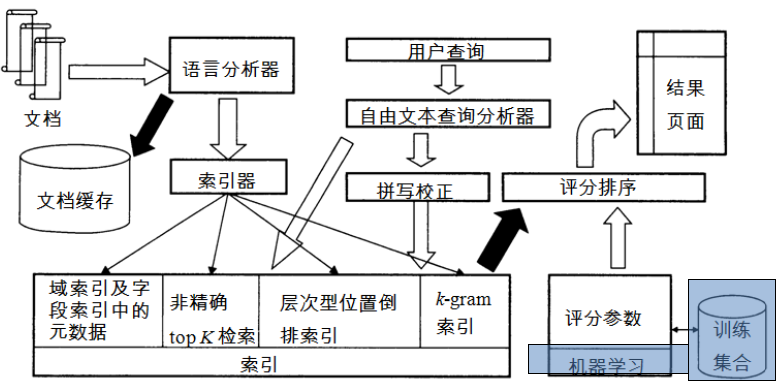 文档
语言分析器
文档缓存
索引器
用户查询
自由文本查询分析器
拼写校正
评分排序
结果
页面
域索引及字
段索引中的
元数据
非精确
top K 检索
层次型位置倒
排索引
k-gram
索引
索引
评分参数
机器学习
训练
集合